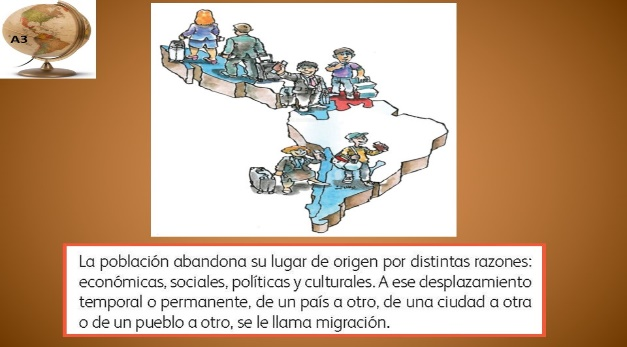 A3
La población abandona su lugar de origen por distintas razones:
económicas, sociales, políticas y culturales. A ese desplazamiento
temporal o permanente, de un país a otro, de una ciudad a otra
o de un pueblo a otro, se le llama migración.